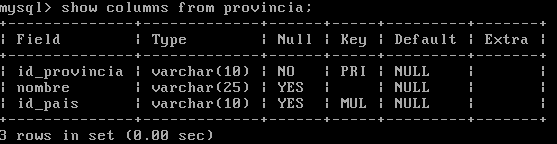 mysql> show columns from provincia;
+--------------+-------------+------+-----+---------+-------+
| Field        | Type        | Null | Key | Default | Extra |
+--------------+-------------+------+-----+---------+-------+
| id_provincia | varchar(10) | NO   | PRI | NULL    |       |
| nombre       | varchar(25) | YES  |     | NULL    |       |
| id_pais      | varchar(10) | YES  | MUL | NULL    |       |
+--------------+-------------+------+-----+---------+-------+
3 rows in set (0.00 sec)